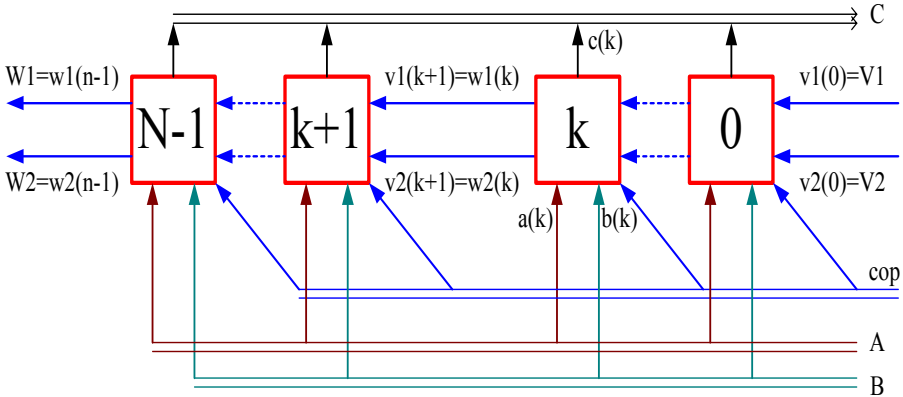 C
c(k)
W1=w1(n-1)
v1(k+1)=w1(k)
v1(0)=V1
N-1
k+1
k
0
W2=w2(n-1)
v2(k+1)=w2(k)
v2(0)=V2
a(k)
b(k)
cop
A
B